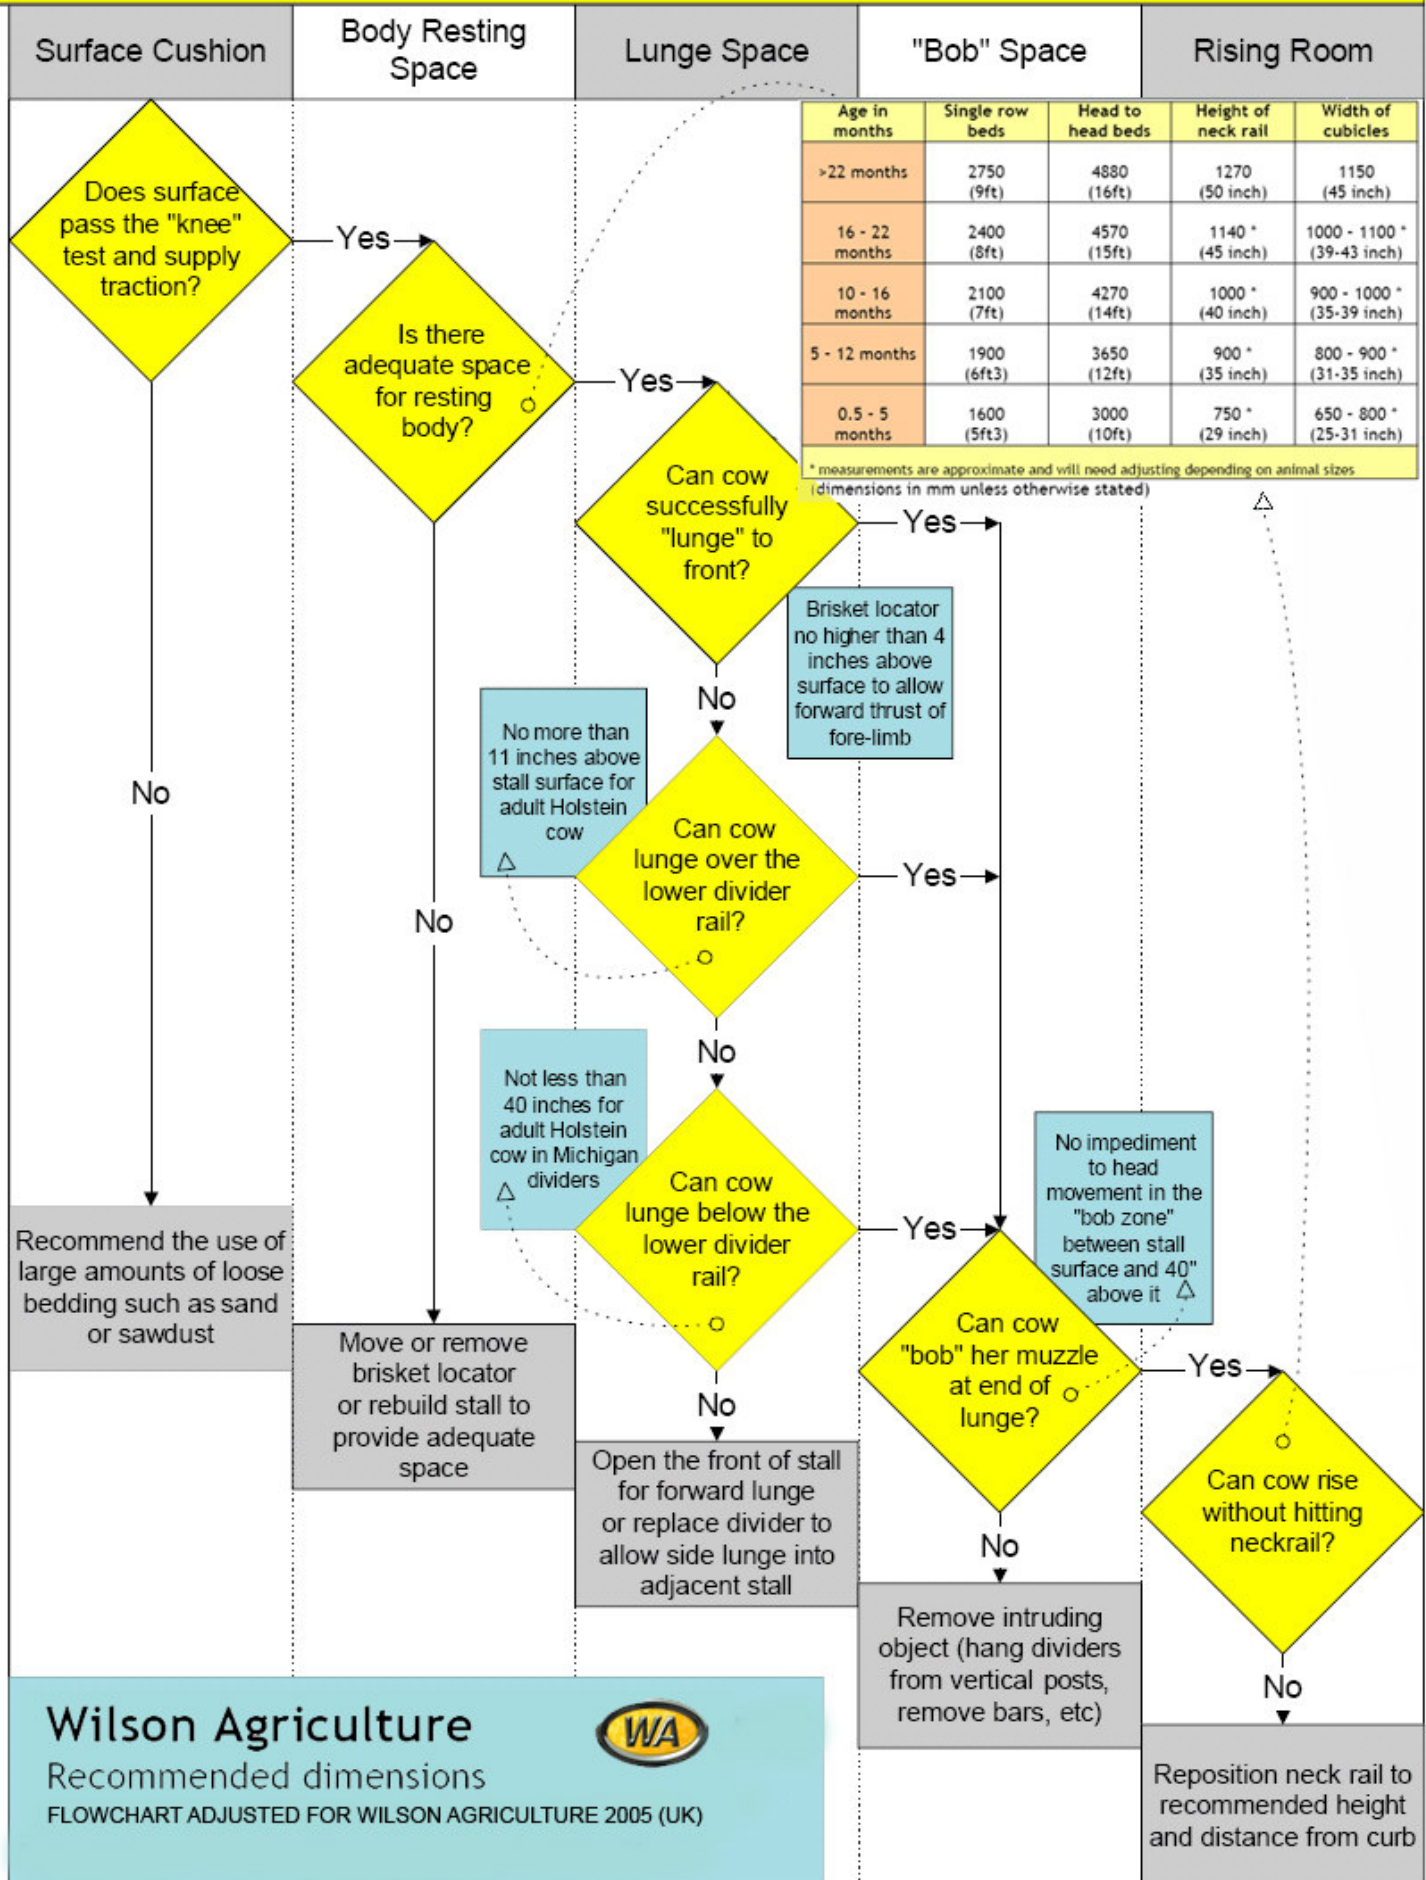 Surface Cushion
Body Resting
Space
Lunge Space
"Bob" Space
Rising Room
Age in
months
Single row
beds
Head to
head beds
Height of
neck rail
Width of
cubicles
>22 months
2750
(9ft)
4880
(16ft)
1270
(50 inch)
1150
(45 inch)
16 - 22
months
2400
(8ft)
4570
(15ft)
1140 *
(45 inch)
1000 - 1100 *
(39-43 inch)
10 - 16
months
2100
(7ft)
4270
(14ft)
1000 *
(40 inch)
900 - 1000 *
(35-39 inch)
5 - 12 months
1900
(6ft3)
3650
(12ft)
900 *
(35 inch)
800 - 900 *
(31-35 inch)
0.5 - 5
months
1600
(5ft3)
3000
(10ft)
750 *
(29 inch)
650 - 800 *
(25-31 inch)
* measurements are approximate and will need adjusting depending on animal sizes
(dimensions in mm unless otherwise stated)
Does surface
pass the "knee"
test and supply
traction?
Yes
No
Is there
adequate space
for resting
body?
Yes
No
Can cow
successfully
"lunge" to
front?
Yes
No
Brisket locator
no higher than 4
inches above
surface to allow
forward thrust of
fore-limb
No more than
11 inches above
stall surface for
adult Holstein
cow
Can cow
lunge over the
lower divider
rail?
Yes
No
Not less than
40 inches for
adult Holstein
cow in Michigan
dividers
Can cow
lunge below the
lower divider
rail?
Yes
No
No impediment
to head
movement in the
"bob zone"
between stall
surface and 40"
above it
Can cow
"bob" her muzzle
at end of
lunge?
Yes
No
Can cow rise
without hitting
neckrail?
No
Recommend the use of
large amounts of loose
bedding such as sand
or sawdust
Move or remove
brisket locator
or rebuild stall to
provide adequate
space
Open the front of stall
for forward lunge
or replace divider to
allow side lunge into
adjacent stall
Remove intruding
object (hang dividers
from vertical posts,
remove bars, etc)
Reposition neck rail to
recommended height
and distance from curb
Wilson Agriculture
WA
Recommended dimensions
FLOWCHART ADJUSTED FOR WILSON AGRICULTURE 2005 (UK)